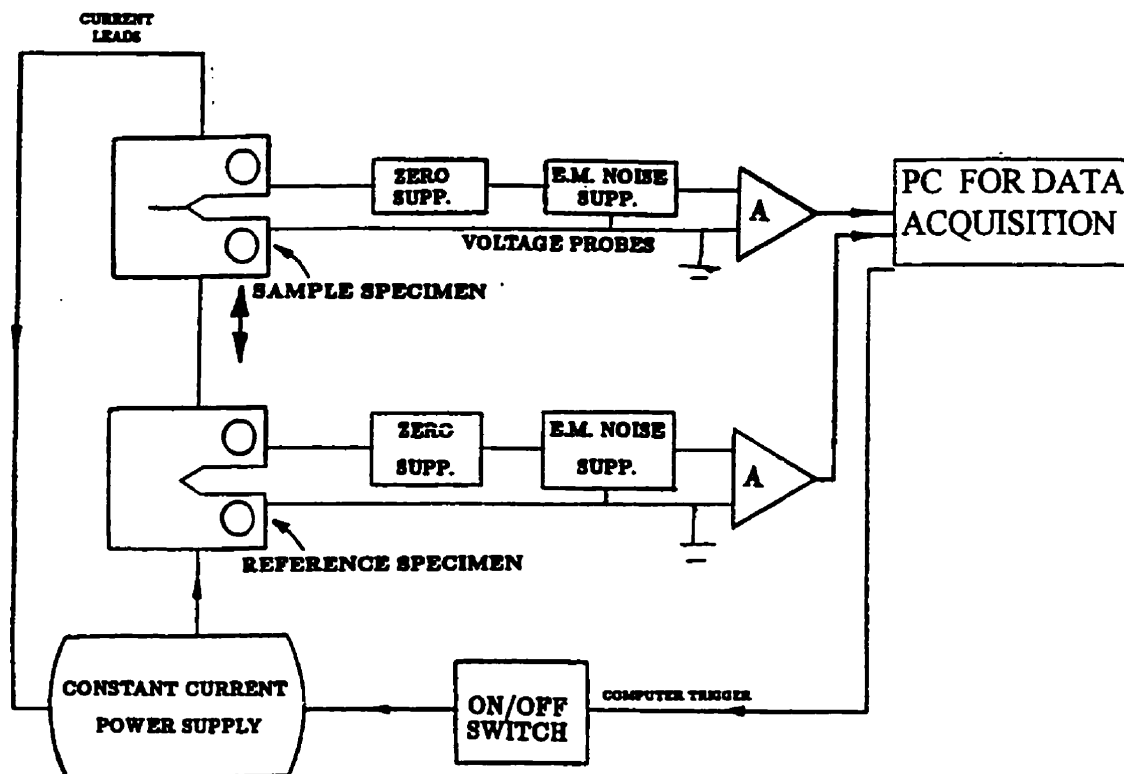 CURRENT
LEADS
ZERO
SUPP.
E.M. NOISE
SUPP.
A
PC FOR DATA
ACQUISITION
VOLTAGE PROBES
SAMPLE SPECIMEN
ZERO
SUPP.
E.M. NOISE
SUPP.
A
REFERENCE SPECIMEN
CONSTANT CURRENT
POWER SUPPLY
ON/OFF
SWITCH
COMPUTER TRIGGER